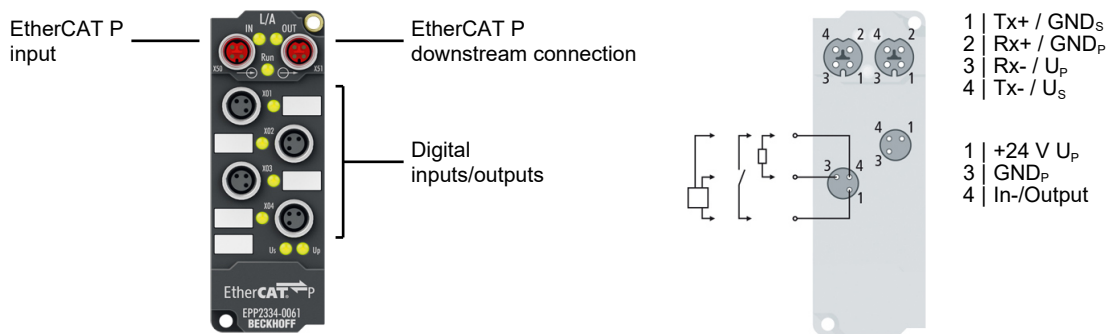 EtherCAT P
input
L/A
IN
OUT
X50
X51
Run
X01
X02
X03
X04
Us
Up
EtherCAT. P
EPP2334-0061
BECKHOFF
EtherCAT P
downstream connection
Digital
inputs/outputs
4 2
3 1
4 2
3 1
4 1
3
3 4
1
1 | Tx+ / GNDS
2 | Rx+ / GNDP
3 | Rx- / UP
4 | Tx- / US
1 | +24 V UP
3 | GNDP
4 | In-/Output